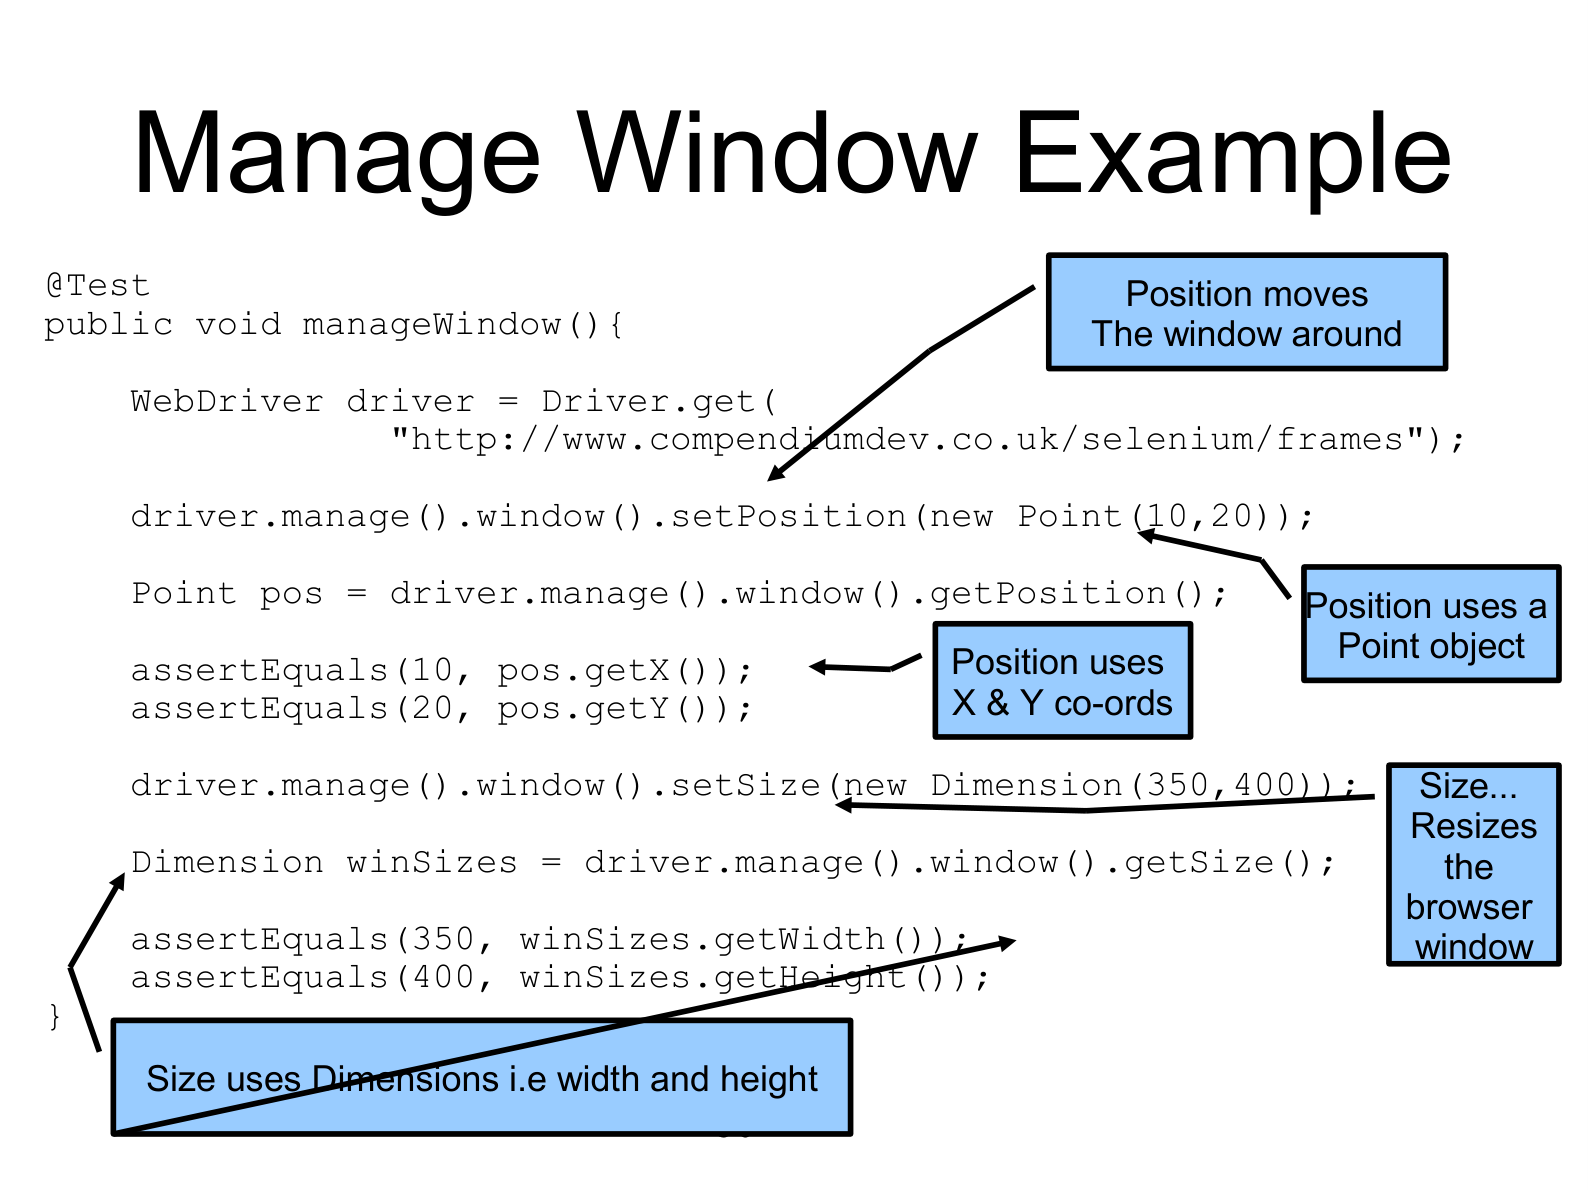 Manage Window Example
@Test
public void manageWindow(){
WebDriver driver = Driver.get(
"http://www.compendiumdev.co.uk/selenium/frames");
driver.manage().window().setPosition(new Point(10,20));
Point pos = driver.manage().window().getPosition();
assertEquals(10, pos.getX());
assertEquals(20, pos.getY());
driver.manage().window().setSize(new Dimension(350,400));
Dimension winSizes = driver.manage().window().getSize();
assertEquals(350, winSizes.getWidth());
assertEquals(400, winSizes.getHeight());
}
Position moves
The window around
Position uses a
Point object
Position uses
X & Y co-ords
Size...
Resizes
the
browser
window
Size uses Dimensions i.e width and height